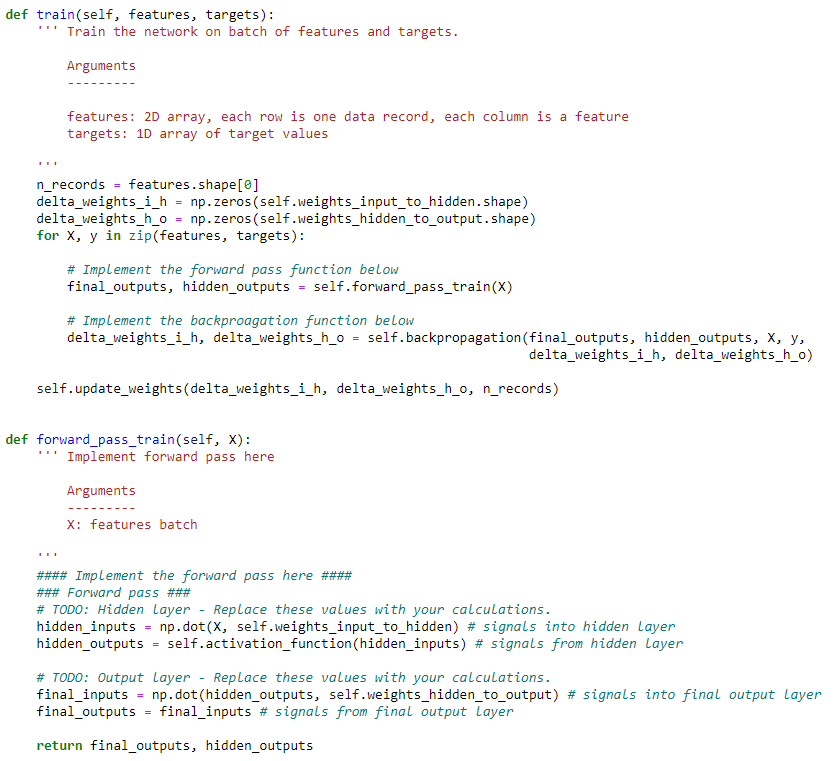 def train(self, features, targets):
    ''' Train the network on batch of features and targets.

        Arguments
        ---------

        features: 2D array, each row is one data record, each column is a feature
        targets: 1D array of target values

    '''
    n_records = features.shape[0]
    delta_weights_i_h = np.zeros(self.weights_input_to_hidden.shape)
    delta_weights_h_o = np.zeros(self.weights_hidden_to_output.shape)
    for X, y in zip(features, targets):

        # Implement the forward pass function below
        final_outputs, hidden_outputs = self.forward_pass_train(X)

        # Implement the backproagation function below
        delta_weights_i_h, delta_weights_h_o = self.backpropagation(final_outputs, hidden_outputs, X, y,
                                                                    delta_weights_i_h, delta_weights_h_o)

    self.update_weights(delta_weights_i_h, delta_weights_h_o, n_records)


def forward_pass_train(self, X):
    ''' Implement forward pass here

        Arguments
        ---------
        X: features batch

    '''
    #### Implement the forward pass here ####
    ### Forward pass ###
    # TODO: Hidden layer - Replace these values with your calculations.
    hidden_inputs = np.dot(X, self.weights_input_to_hidden) # signals into hidden layer
    hidden_outputs = self.activation_function(hidden_inputs) # signals from hidden layer

    # TODO: Output layer - Replace these values with your calculations.
    final_inputs = np.dot(hidden_outputs, self.weights_hidden_to_output) # signals into final output layer
    final_outputs = final_inputs # signals from final output layer

    return final_outputs, hidden_outputs